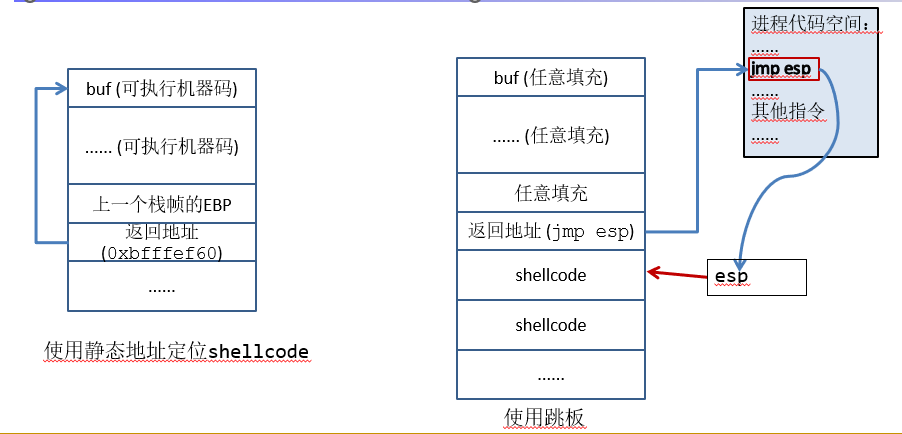 buf (可执行机器码)
...... (可执行机器码)
上一个栈帧的EBP
返回地址
(0xbfffef60)
......
使用静态地址定位shellcode
buf (任意填充)
...... (任意填充)
任意填充
返回地址 (jmp esp)
shellcode
shellcode
......
使用跳板
进程代码空间：
......
jmp esp
......
其他指令
......
esp